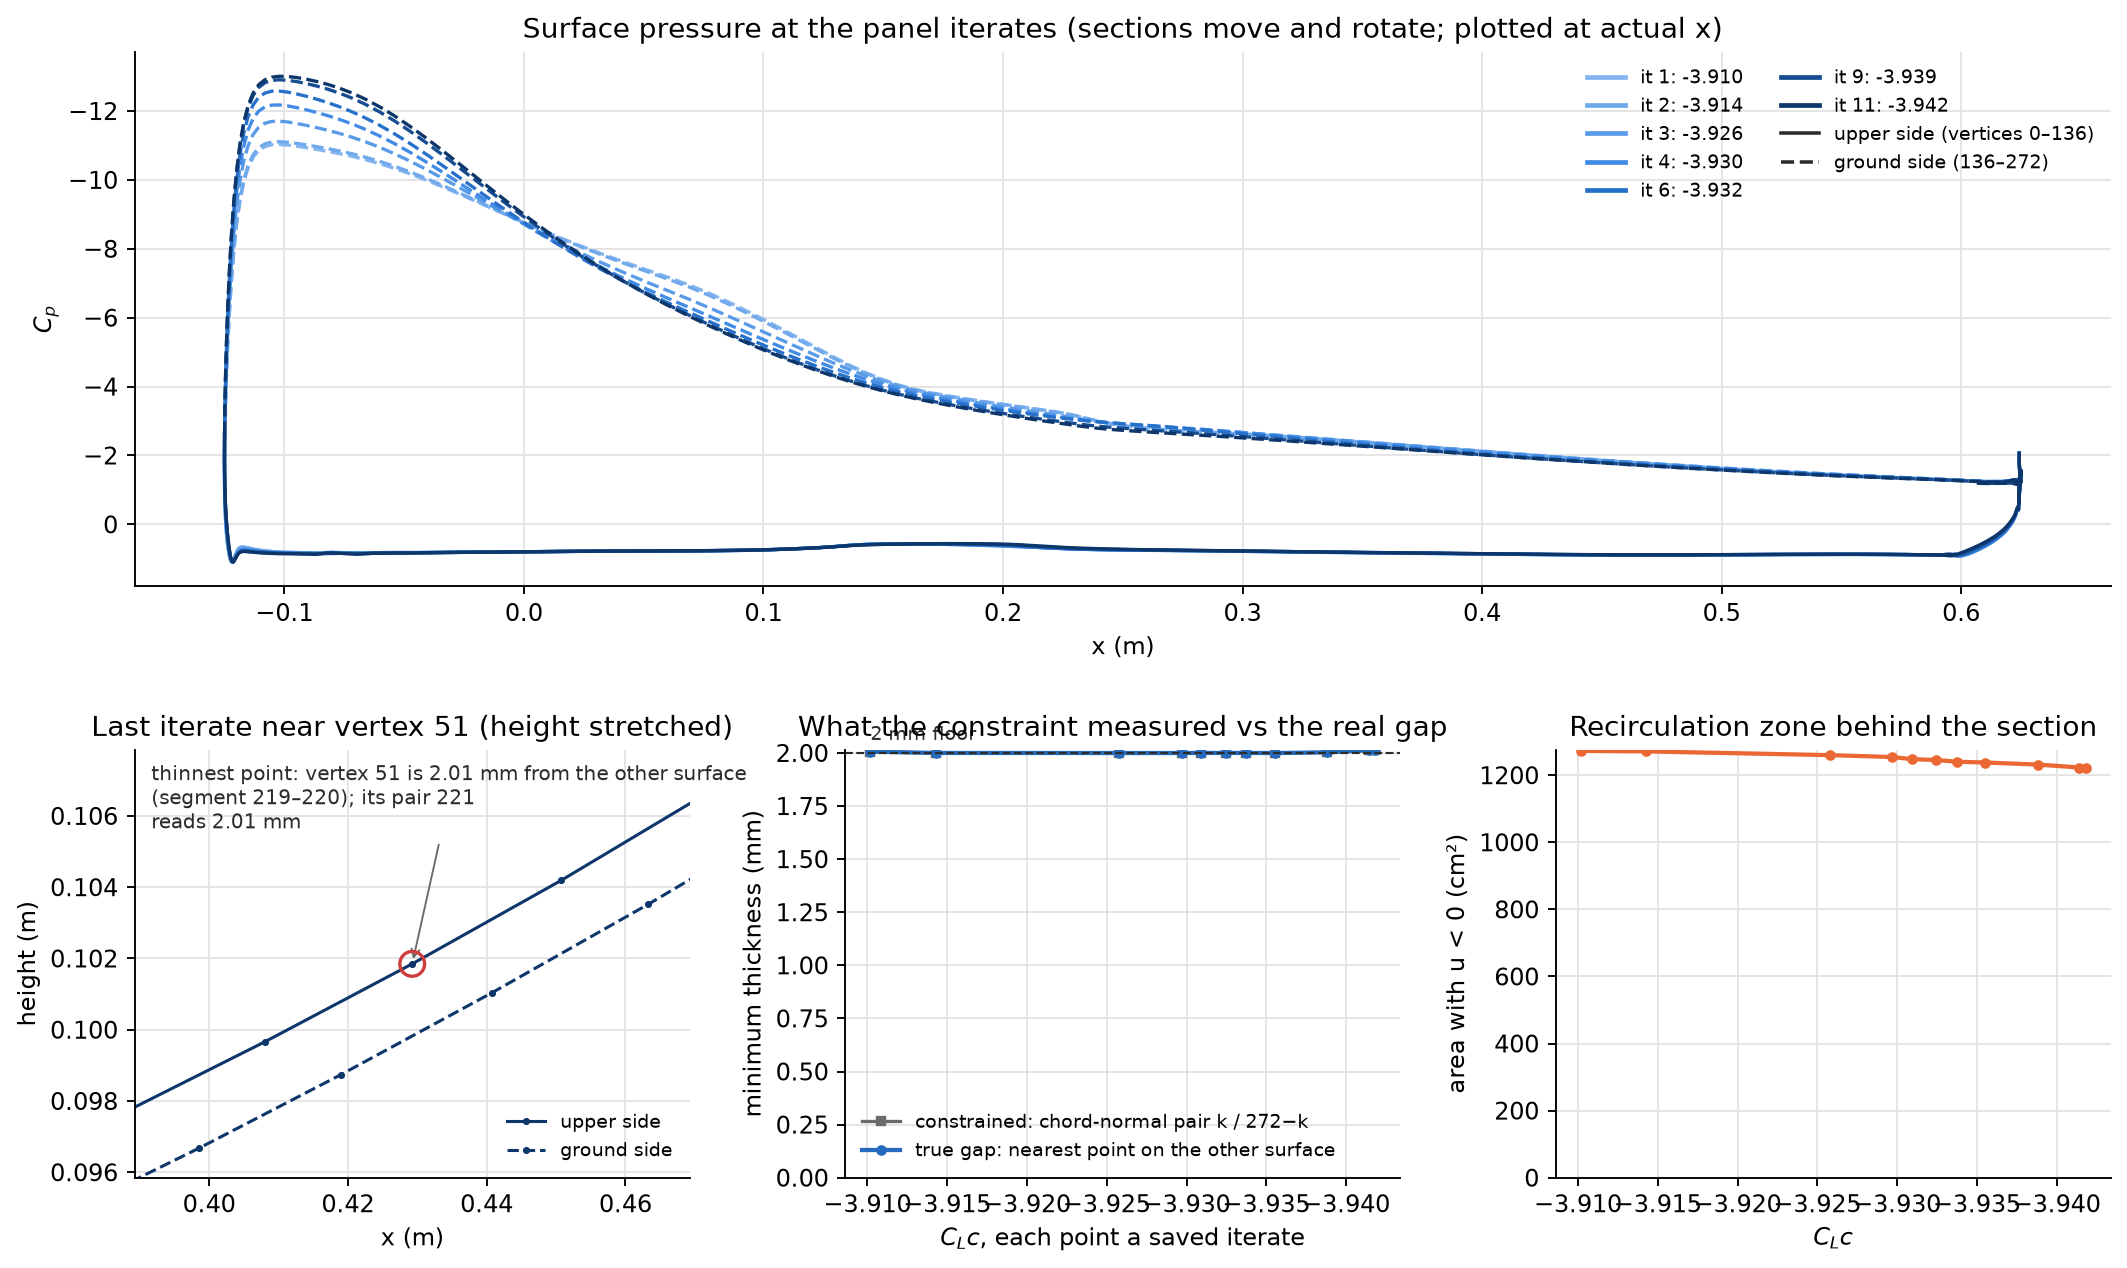 Surface pressure at the panel iterates (sections move and rotate; plotted at actual x)
it 1: -3.910
it 2: -3.914
it 3: -3.926
it 4: -3.930
it 6: -3.932
it 9: -3.939
it 11: -3.942
upper side (vertices 0–136)
ground side (136–272)
−12
−10
−8
−6
−4
−2
0
Cp
−0.1
0.0
0.1
0.2
0.3
0.4
0.5
0.6
x (m)
Last iterate near vertex 51 (height stretched)
thinnest point: vertex 51 is 2.01 mm from the other surface
(segment 219–220); its pair 221
reads 2.01 mm
0.106
0.104
0.102
0.100
0.098
0.096
height (m)
upper side
ground side
0.40
0.42
0.44
0.46
x (m)
What the constraint measured vs the real gap
2 mm floor
2.00
1.75
1.50
1.25
1.00
0.75
0.50
0.25
0.00
minimum thickness (mm)
constrained: chord-normal pair k / 272−k
true gap: nearest point on the other surface
−3.910
−3.915
−3.920
−3.925
−3.930
−3.935
−3.940
CLc, each point a saved iterate
Recirculation zone behind the section
1200
1000
800
600
400
200
0
area with u < 0 (cm²)
−3.910
−3.915
−3.920
−3.925
−3.930
−3.935
−3.940
CLc